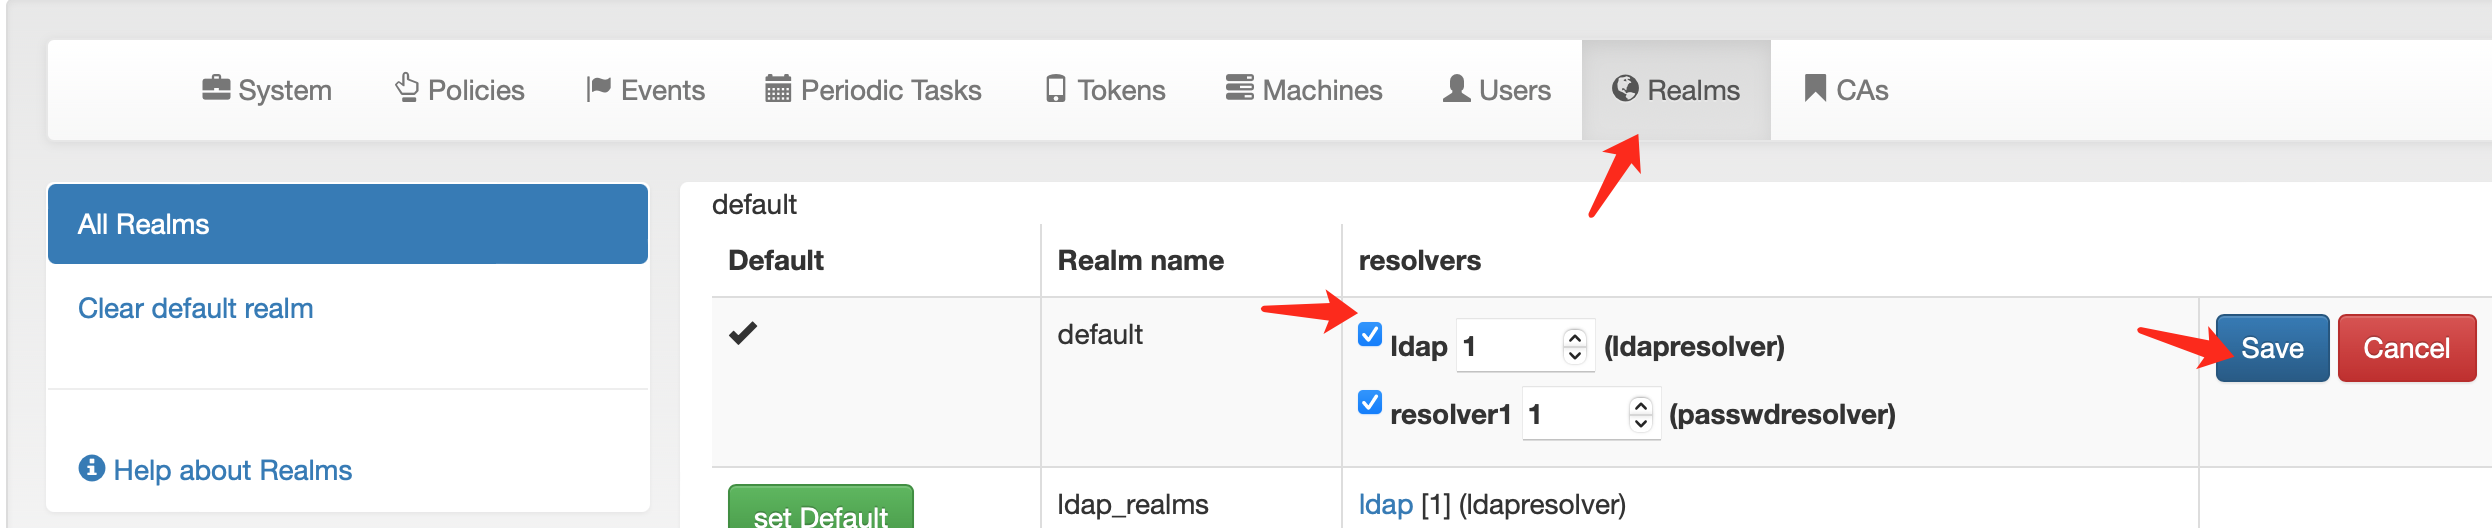 System Policies Events Periodic Tasks Tokens Machines Users Realms CAs
All Realms
Clear default realm
Help about Realms
default
Default Realm name resolvers
default ldap 1 (ldapresolver) Save Cancel
resolver1 1 (passwdresolver)
set Default ldap_realms ldap [1] (ldapresolver)